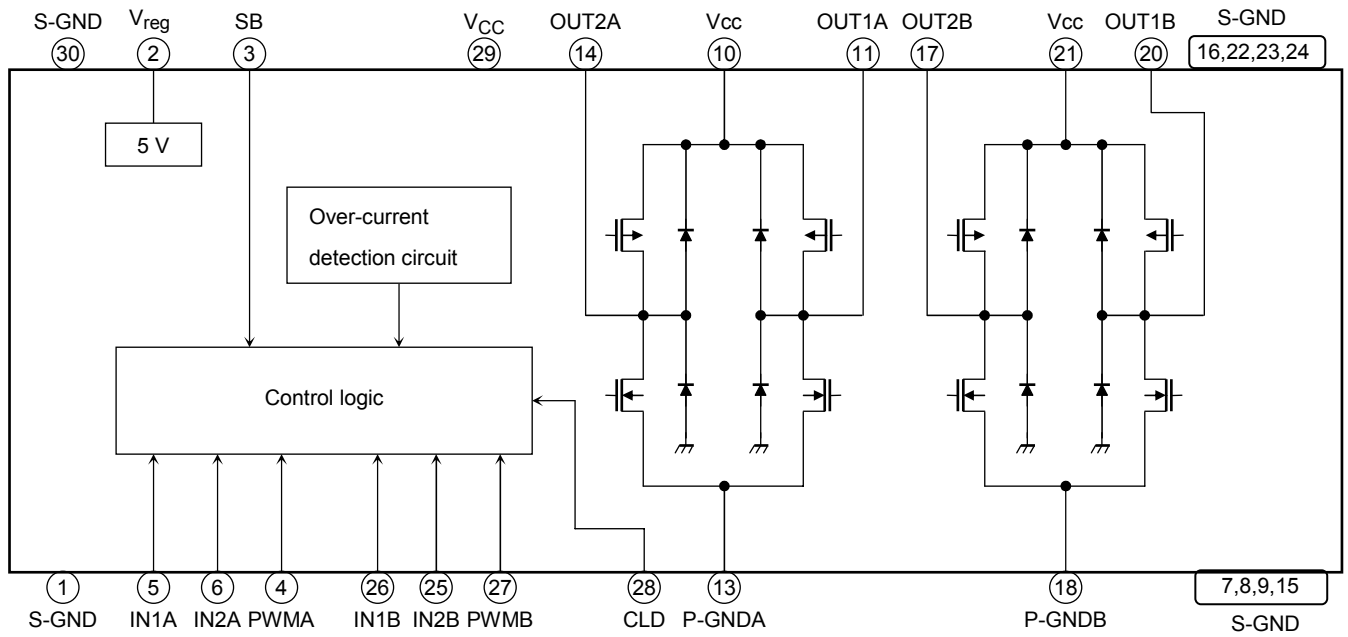 S-GND Vreg SB VCC OUT2A Vcc OUT1A OUT2B Vcc OUT1B S-GND
30 2 3 29 14 10 11 17 21 20 16,22,23,24
5 V
Over-current
detection circuit
Control logic
1 5 6 4 26 25 27 28 13 18 7,8,9,15
S-GND IN1A IN2A PWMA IN1B IN2B PWMB CLD P-GNDA P-GNDB S-GND